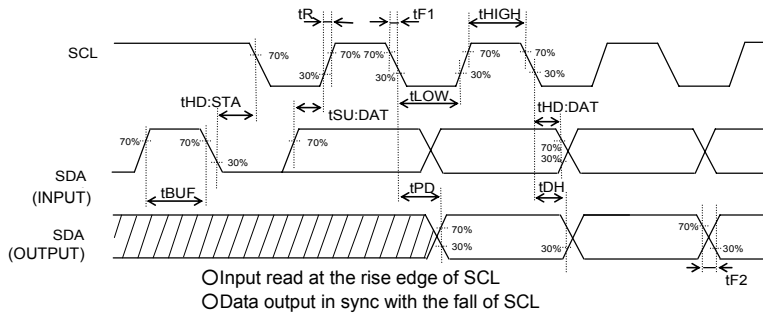 tR tF1 tHIGH
SCL 70% 70% 70% 70% 70%
30% 30% 30% 30%
tHD:STA tLOW
tSU:DAT tHD:DAT
70% 70% 70% 70%
30% 30%
SDA
(INPUT)
tBUF tPD tDH
SDA
(OUTPUT)
70% 70%
30% 30% 30%
tF2
○Input read at the rise edge of SCL
○Data output in sync with the fall of SCL